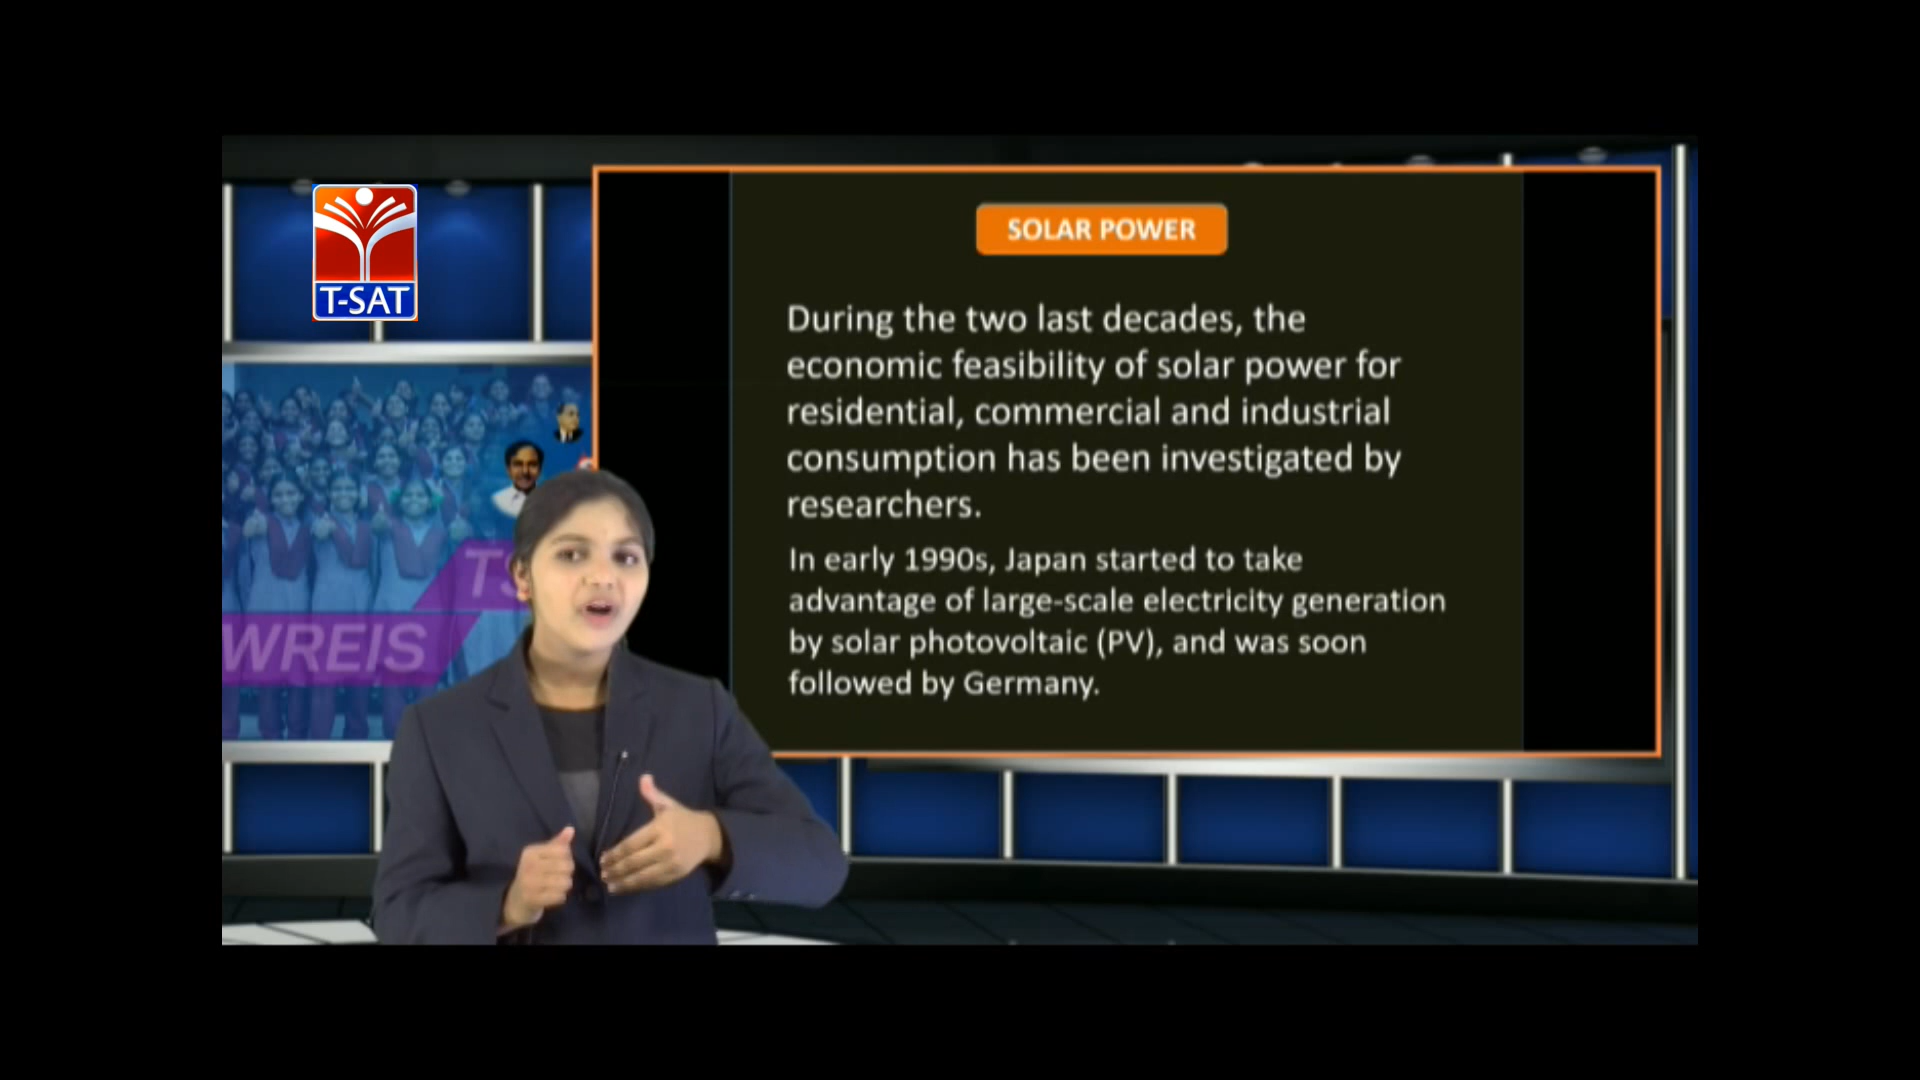 T-SAT
SOLAR POWER
During the two last decades, the
economic feasibility of solar power for
residential, commercial and industrial
consumption has been investigated by
researchers.
In early 1990s, Japan started to take
advantage of large-scale electricity generation
by solar photovoltaic (PV), and was soon
followed by Germany.
TS
WREIS